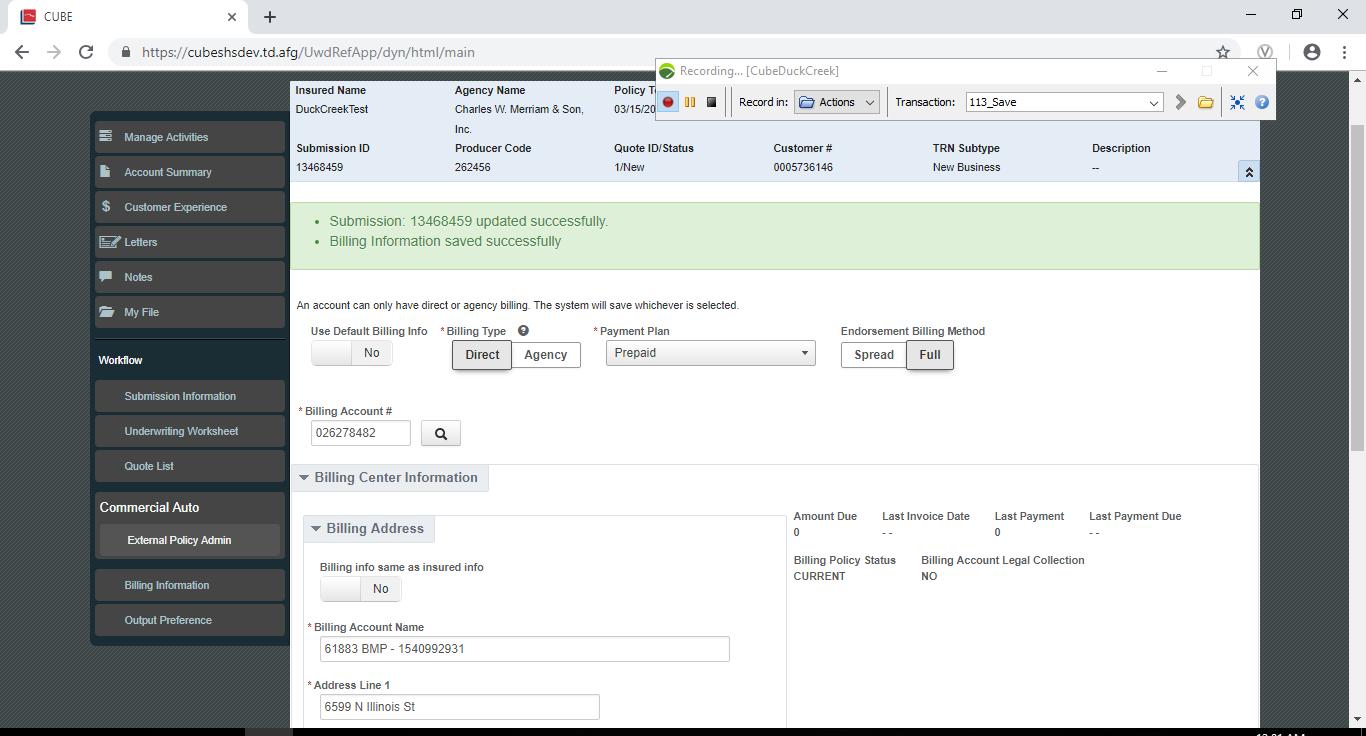 CUBE
https://cubeshsdev.td.afg/UwdRefApp/dyn/html/main
Recording... [CubeDuckCreek]
Record in: Actions Transaction: 113_Save
Insured Name Agency Name
DuckCreekTest Charles W. Merriam & Son, Inc.
Submission ID Producer Code Quote ID/Status Customer # TRN Subtype Description
13468459 262456 1/New 0005736146 New Business --
Manage Activities
Account Summary
$ Customer Experience
Letters
Notes
My File
Workflow
Submission Information
Underwriting Worksheet
Quote List
Commercial Auto
External Policy Admin
Billing Information
Output Preference
• Submission: 13468459 updated successfully.
• Billing Information saved successfully
An account can only have direct or agency billing. The system will save whichever is selected.
Use Default Billing Info * Billing Type ? * Payment Plan Endorsement Billing Method
No Direct Agency Prepaid Spread Full
* Billing Account #
026278482
Billing Center Information
Billing Address
Billing info same as insured info
No
* Billing Account Name
61883 BMP - 1540992931
* Address Line 1
6599 N Illinois St
Amount Due Last Invoice Date Last Payment Last Payment Due
0 - - 0 - -
Billing Policy Status Billing Account Legal Collection
CURRENT NO